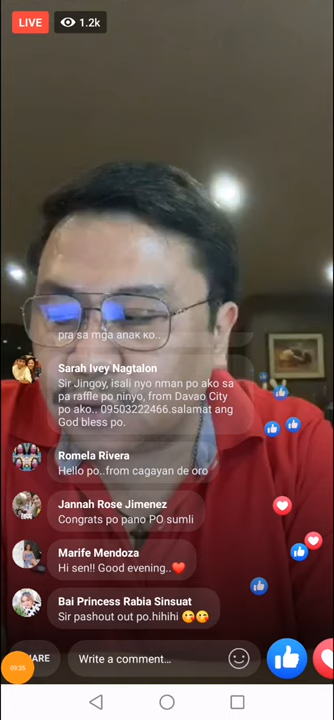 LIVE
1.2k
pra sa mga anak ko..
Sarah Ivey Nagtalon
Sir Jingoy, isali nyo nman po ako sa
pa raffle po ninyo, from Davao City
po ako.. 09503222466.salamat ang
God bless po.
Romela Rivera
Hello po..from cagayan de oro
Jannah Rose Jimenez
Congrats po pano PO sumli
Marife Mendoza
Hi sen!! Good evening..❤️
Bai Princess Rabia Sinsuat
Sir pashout out po.hihihi 😋😋
ARE
Write a comment…